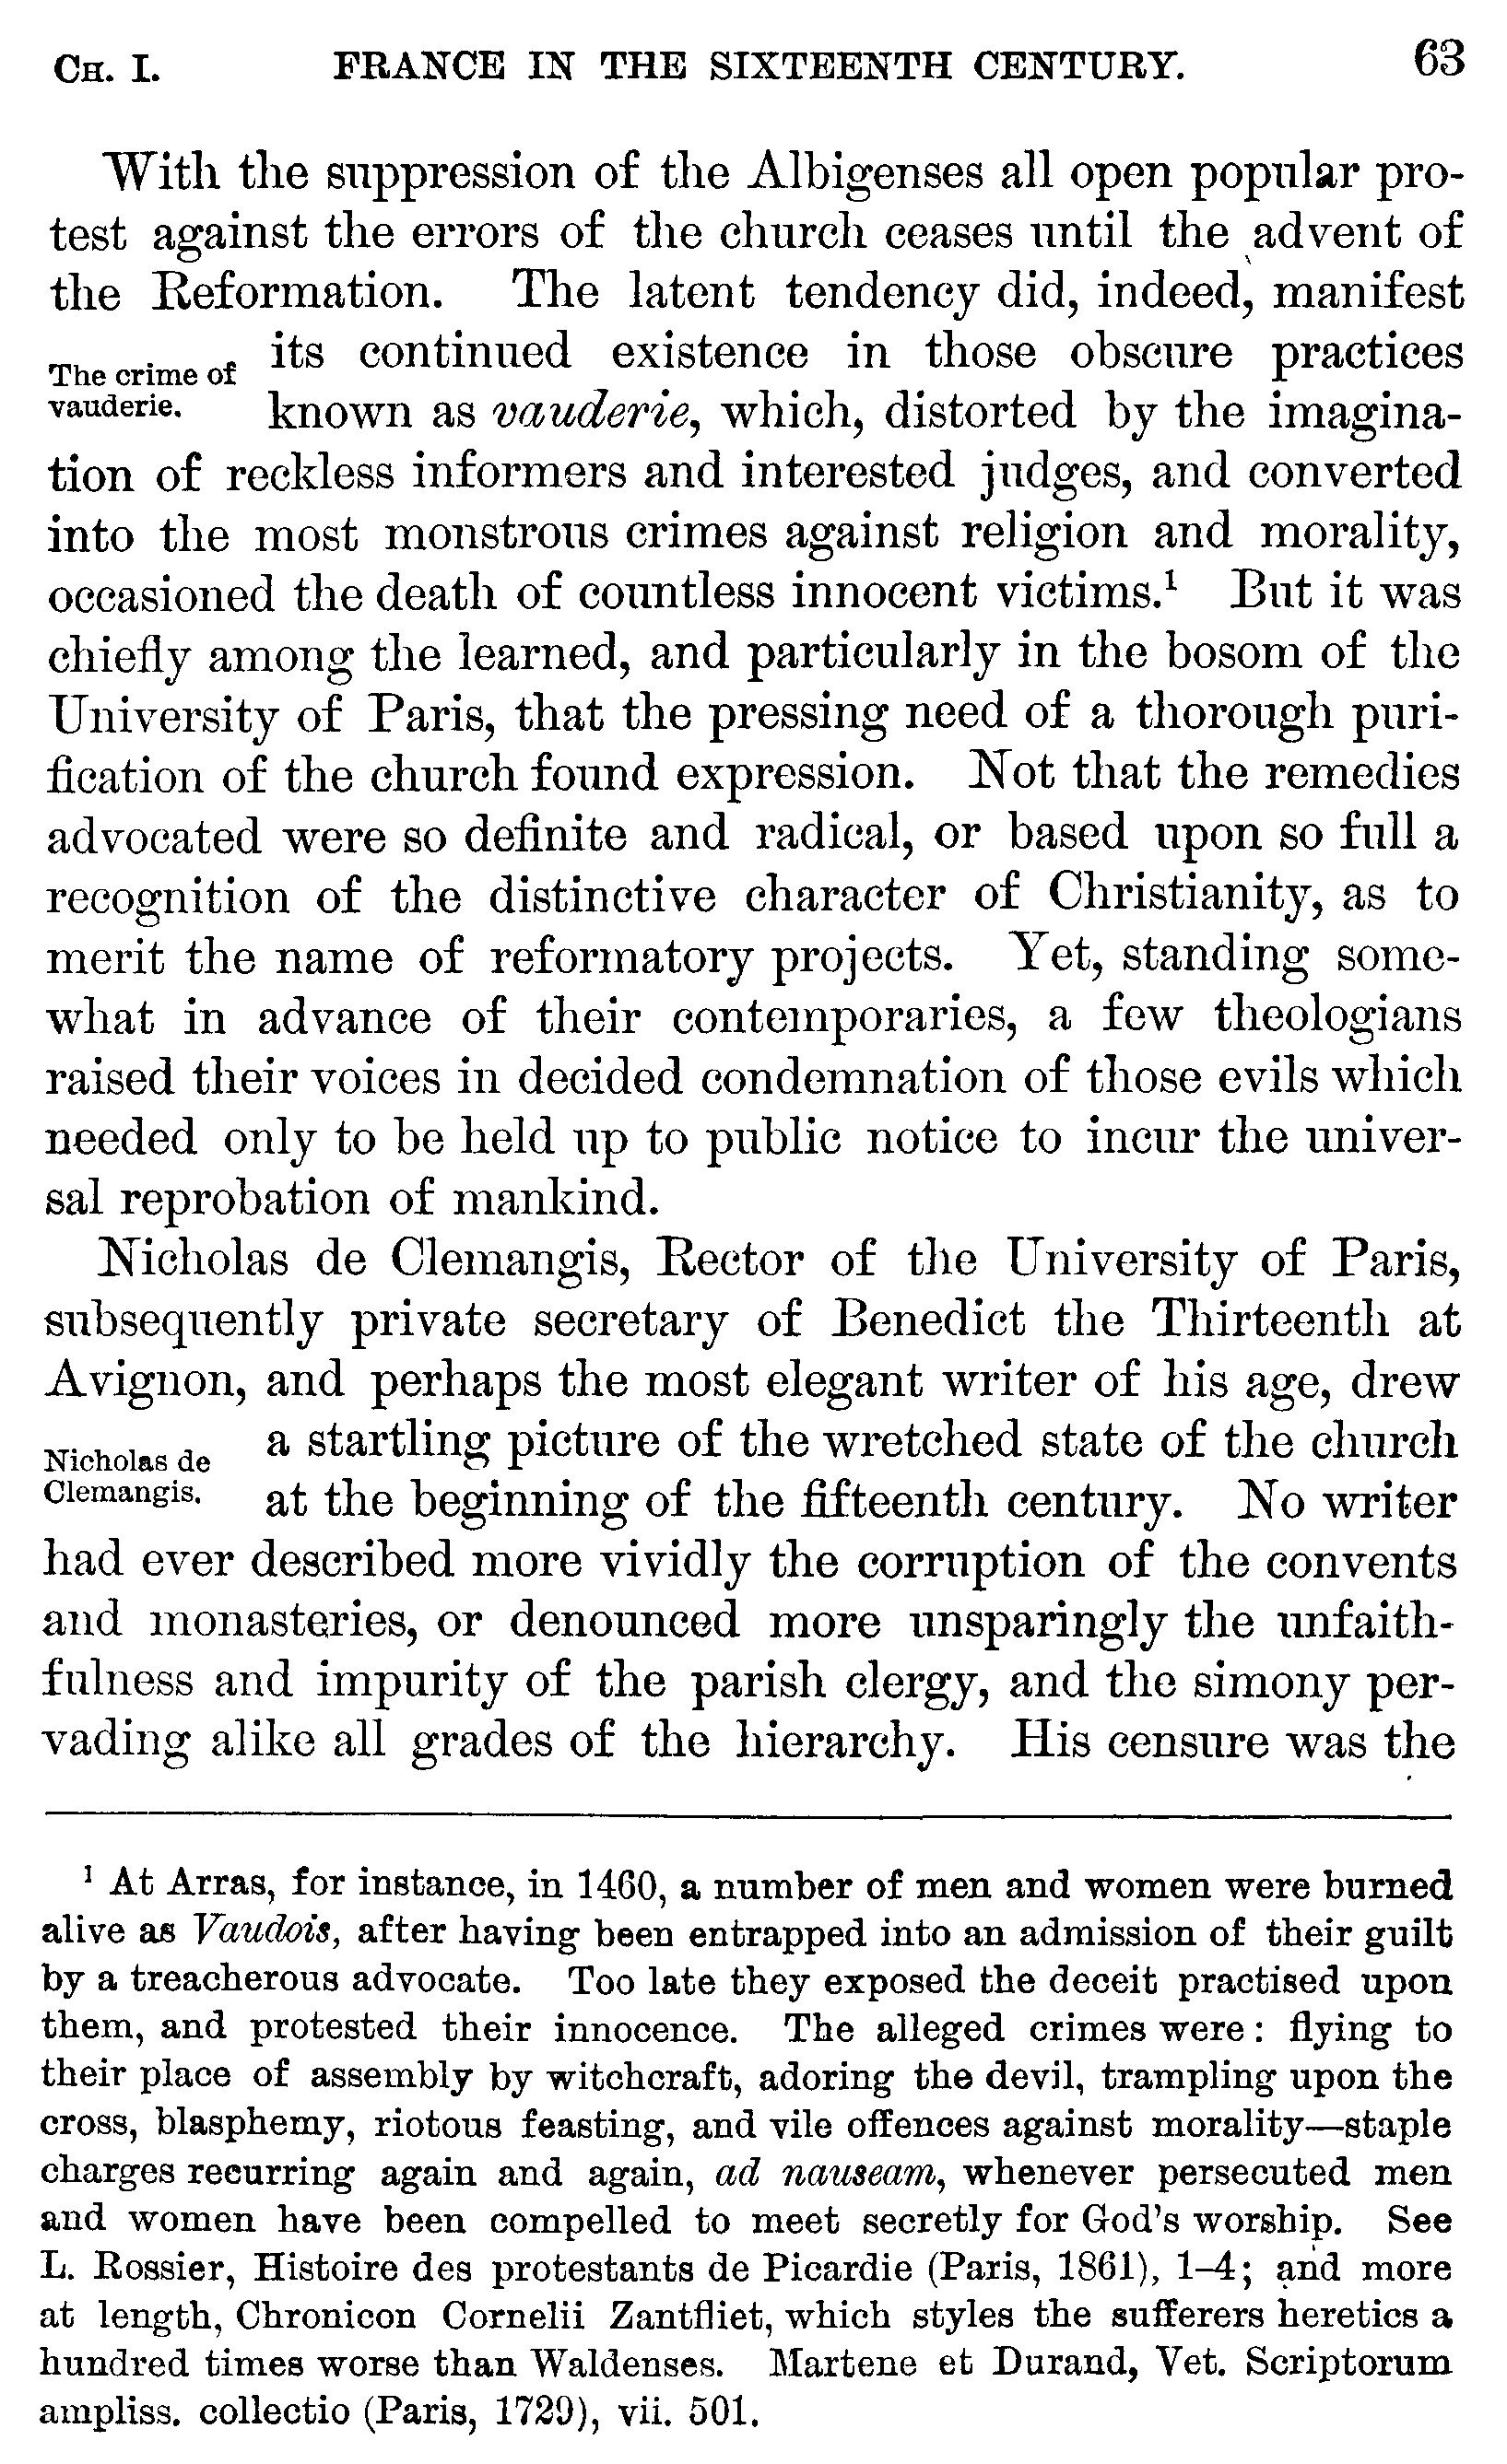 CH. I. FRANCE IN THE SIXTEENTH CENTURY. 63
With the suppression of the Albigenses all open popular pro-
test against the errors of the church ceases until the advent of
the Reformation. The latent tendency did, indeed, manifest
its continued existence in those obscure practices
The crime of
vauderie.
known as vauderie, which, distorted by the imagina-
tion of reckless informers and interested judges, and converted
into the most monstrous crimes against religion and morality,
occasioned the death of countless innocent victims.¹ But it was
chiefly among the learned, and particularly in the bosom of the
University of Paris, that the pressing need of a thorough puri-
fication of the church found expression. Not that the remedies
advocated were so definite and radical, or based upon so full a
recognition of the distinctive character of Christianity, as to
merit the name of reformatory projects. Yet, standing some-
what in advance of their contemporaries, a few theologians
raised their voices in decided condemnation of those evils which
needed only to be held up to public notice to incur the univer-
sal reprobation of mankind.
Nicholas de Clemangis, Rector of the University of Paris,
subsequently private secretary of Benedict the Thirteenth at
Avignon, and perhaps the most elegant writer of his age, drew
a startling picture of the wretched state of the church
Nicholas de
Clemangis.
at the beginning of the fifteenth century. No writer
had ever described more vividly the corruption of the convents
and monasteries, or denounced more unsparingly the unfaith-
fulness and impurity of the parish clergy, and the simony per-
vading alike all grades of the hierarchy. His censure was the
¹ At Arras, for instance, in 1460, a number of men and women were burned
alive as Vaudois, after having been entrapped into an admission of their guilt
by a treacherous advocate. Too late they exposed the deceit practised upon
them, and protested their innocence. The alleged crimes were: flying to
their place of assembly by witchcraft, adoring the devil, trampling upon the
cross, blasphemy, riotous feasting, and vile offences against morality—staple
charges recurring again and again, ad nauseam, whenever persecuted men
and women have been compelled to meet secretly for God's worship. See
L. Rossier, Histoire des protestants de Picardie (Paris, 1861), 1–4; and more
at length, Chronicon Cornelii Zantfliet, which styles the sufferers heretics a
hundred times worse than Waldenses. Martene et Durand, Vet. Scriptorum
ampliss. collectio (Paris, 1729), vii. 501.